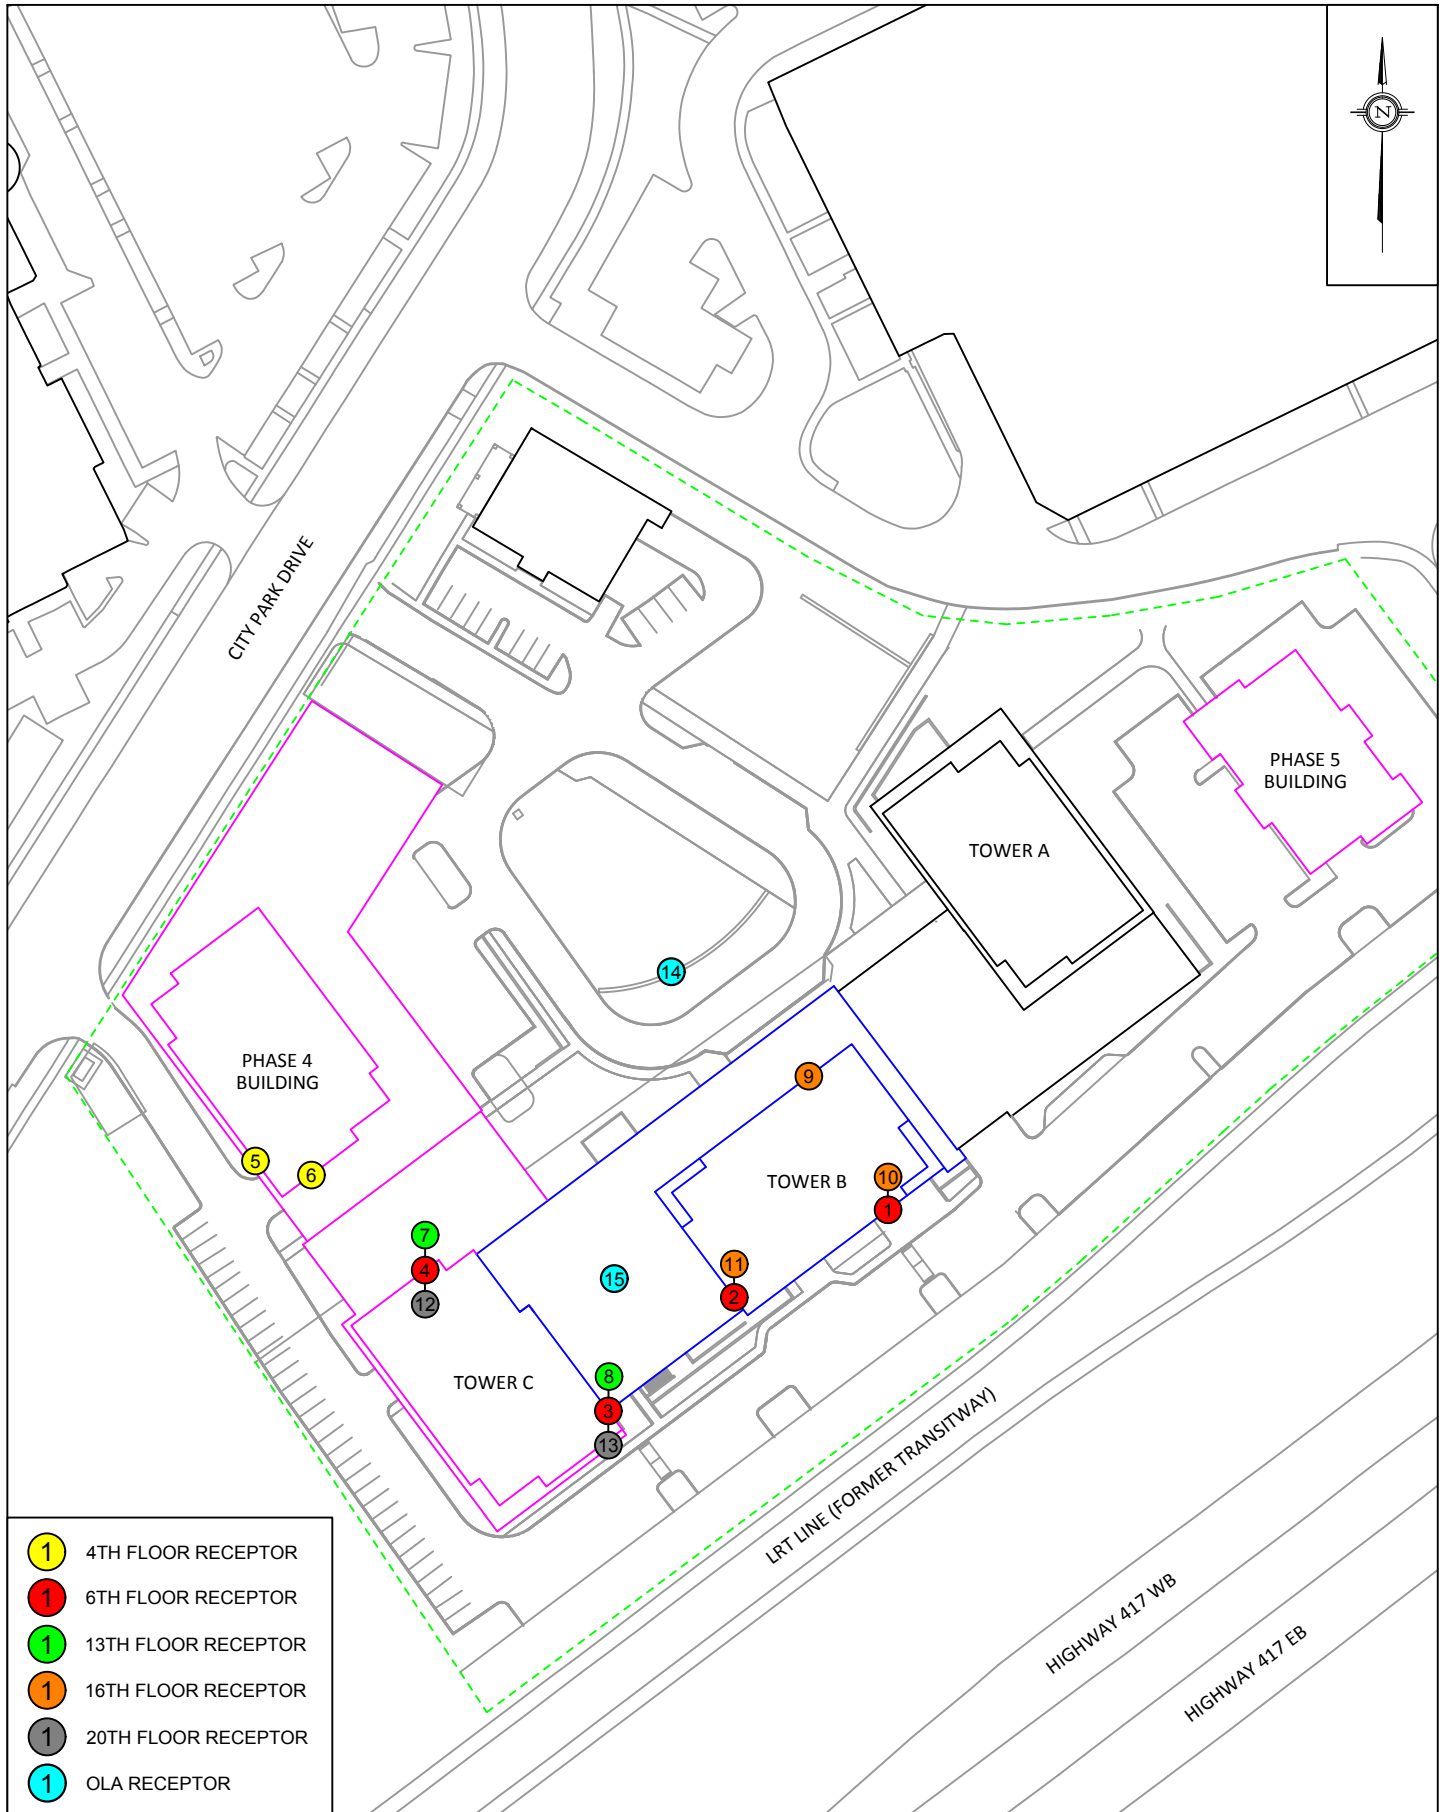 N
CITY PARK DRIVE
PHASE 5
BUILDING
TOWER A
14
PHASE 4
BUILDING
9
5
6
TOWER B
10
1
7
4
12
15
11
2
TOWER C
8
3
13
LRT LINE (FORMER TRANSITWAY)
HIGHWAY 417 WB
HIGHWAY 417 EB
1 4TH FLOOR RECEPTOR
1 6TH FLOOR RECEPTOR
1 13TH FLOOR RECEPTOR
1 16TH FLOOR RECEPTOR
1 20TH FLOOR RECEPTOR
1 OLA RECEPTOR